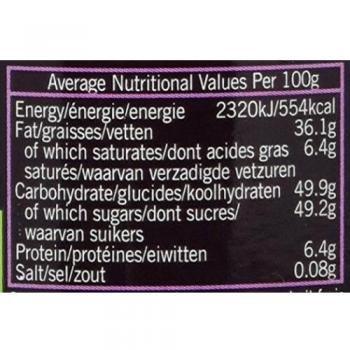 Average Nutritional Values Per 100g
Energy/énergie/energie 2320kJ/554kcal
Fat/graisses/vetten 36.1g
of which saturates/dont acides gras 6.4g
saturés/waarvan verzadigde vetzuren
Carbohydrate/glucides/koolhydraten 49.9g
of which sugars/dont sucres/ 49.2g
waarvan suikers
Protein/protéines/eiwitten 6.4g
Salt/sel/zout 0.08g